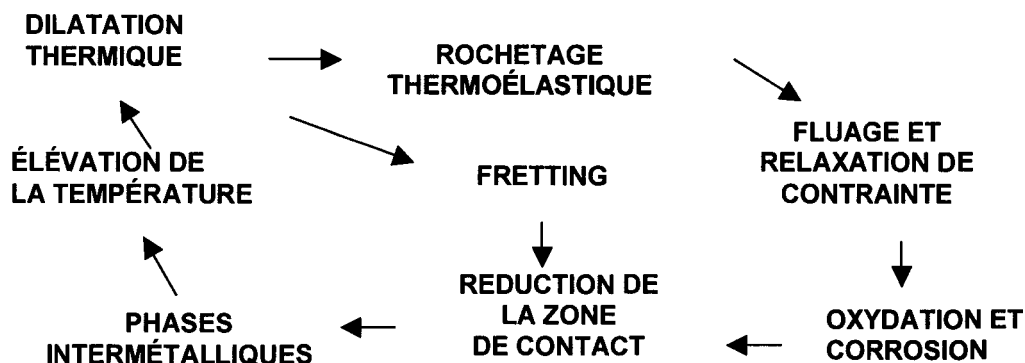 DILATATION
THERMIQUE
ROCHETAGE
THERMOÉLASTIQUE
FLUAGE ET
RELAXATION DE
CONTRAINTE
ÉLÉVATION DE
LA TEMPÉRATURE
FRETTING
REDUCTION DE
LA ZONE
DE CONTACT
PHASES
INTERMÉTALLIQUES
OXYDATION ET
CORROSION